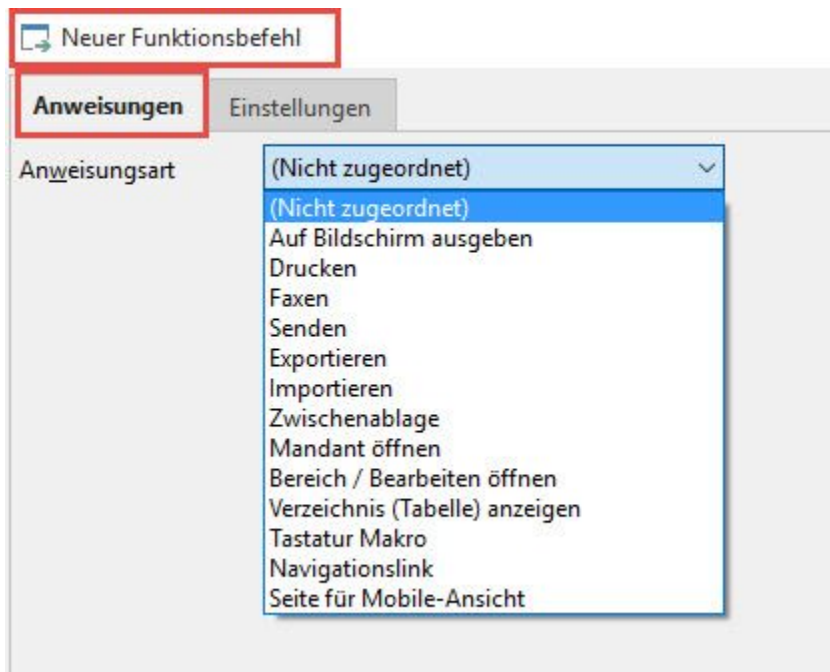 Neuer Funktionsbefehl
Anweisungen Einstellungen
Anweisungsart (Nicht zugeordnet)
(Nicht zugeordnet)
Auf Bildschirm ausgeben
Drucken
Faxen
Senden
Exportieren
Importieren
Zwischenablage
Mandant öffnen
Bereich / Bearbeiten öffnen
Verzeichnis (Tabelle) anzeigen
Tastatur Makro
Navigationslink
Seite für Mobile-Ansicht